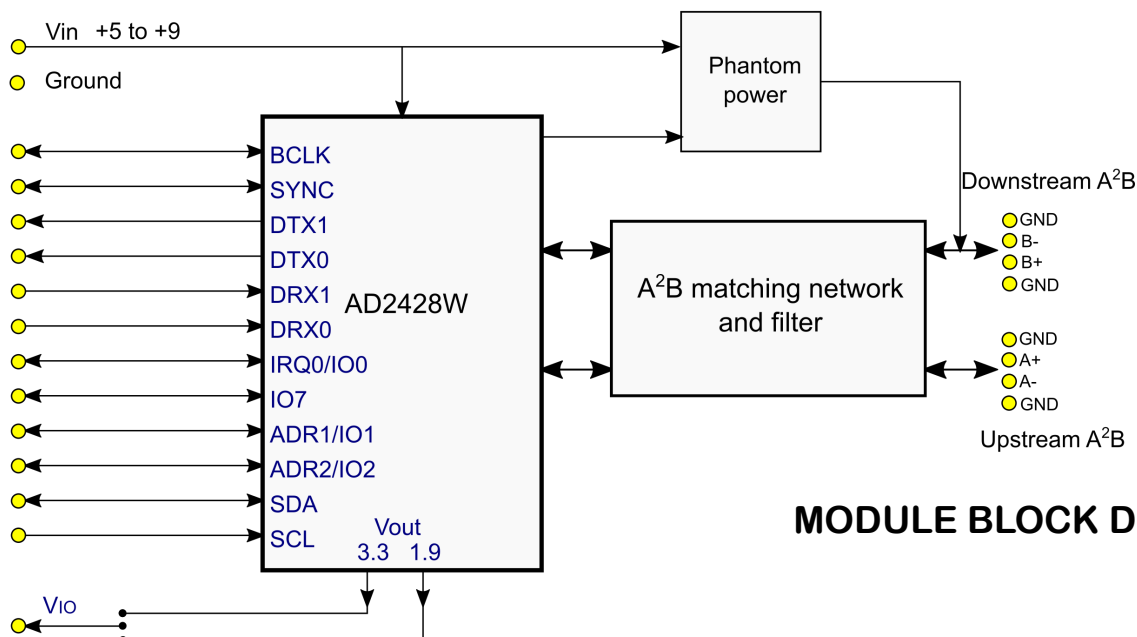 Vin +5 to +9
Ground
Phantom
power
BCLK
SYNC
DTX1
DTX0
DRX1
DRX0
IRQ0/IO0
IO7
ADR1/IO1
ADR2/IO2
SDA
SCL
AD2428W
Vout
3.3 1.9
A²B matching network
and filter
Downstream A²B
GND
B-
B+
GND
GND
A+
A-
GND
Upstream A²B
MODULE BLOCK D
VIO